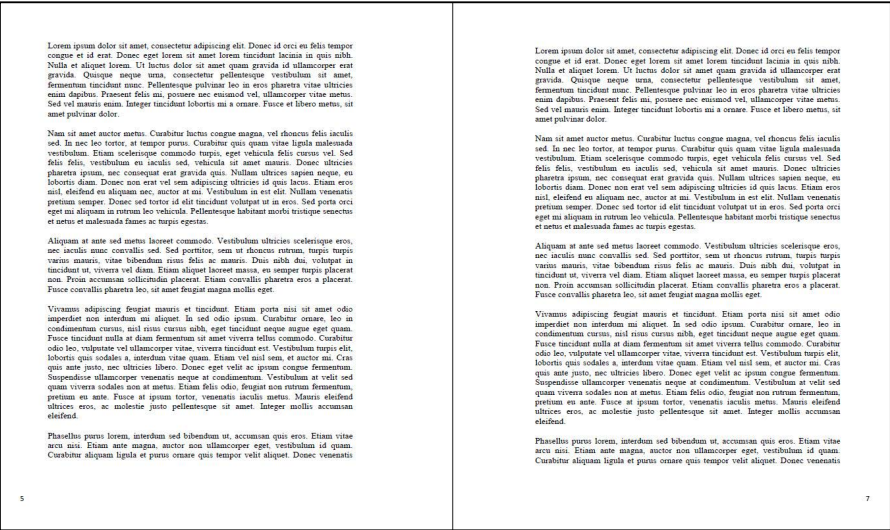 Lorem ipsum dolor sit amet, consectetur adipiscing elit. Donec id orci eu felis tempor
congue et id erat. Donec eget lorem sit amet lorem tincidunt lacinia in quis nibh.
Nulla et aliquet lorem. Ut luctus dolor sit amet quam gravida id ullamcorper erat
gravida. Quisque neque urna, consectetur pellentesque vestibulum sit amet,
fermentum tincidunt nunc. Pellentesque pulvinar leo in eros pharetra vitae ultricies
enim dapibus. Praesent felis mi, posuere nec euismod vel, ullamcorper vitae metus.
Sed vel mauris enim. Integer tincidunt lobortis mi a ornare. Fusce et libero metus, sit
amet pulvinar dolor.
Nam sit amet auctor metus. Curabitur luctus congue magna, vel rhoncus felis iaculis
sed. In nec leo tortor, at tempor purus. Curabitur quis quam vitae ligula malesuada
vestibulum. Etiam scelerisque commodo turpis, eget vehicula felis cursus vel. Sed
felis felis, vestibulum eu iaculis sed, vehicula sit amet mauris. Donec ultricies
pharetra ipsum, nec consequat erat gravida quis. Nullam ultrices sapien neque, eu
lobortis diam. Donec non erat vel sem adipiscing ultricies id quis lacus. Etiam eros
nisl, eleifend eu aliquam nec, auctor at mi. Vestibulum in est elit. Nullam venenatis
pretium semper. Donec sed tortor id elit tincidunt volutpat ut in eros. Sed porta orci
eget mi aliquam in rutrum leo vehicula. Pellentesque habitant morbi tristique senectus
et netus et malesuada fames ac turpis egestas.
Aliquam at ante sed metus laoreet commodo. Vestibulum ultricies scelerisque eros,
nec iaculis nunc convallis sed. Sed porttitor, sem ut rhoncus rutrum, turpis turpis
varius mauris, vitae bibendum risus felis ac mauris. Duis nibh dui, volutpat in
tincidunt ut, viverra vel diam. Etiam aliquet laoreet massa, eu semper turpis placerat
non. Proin accumsan sollicitudin placerat. Etiam convallis pharetra eros a placerat.
Fusce convallis pharetra leo, sit amet feugiat magna mollis eget.
Vivamus adipiscing feugiat mauris et tincidunt. Etiam porta nisi sit amet odio
imperdiet non interdum mi aliquet. In sed odio ipsum. Curabitur ornare, leo in
condimentum cursus, nisl risus cursus nibh, eget tincidunt neque augue eget quam.
Fusce tincidunt nulla at diam fermentum sit amet viverra tellus commodo. Curabitur
odio leo, vulputate vel ullamcorper vitae, viverra tincidunt est. Vestibulum turpis elit,
lobortis quis sodales a, interdum vitae quam. Etiam vel nisl sem, et auctor mi. Cras
quis ante justo, nec ultricies libero. Donec eget velit ac ipsum congue fermentum.
Suspendisse ullamcorper venenatis neque at condimentum. Vestibulum at velit sed
quam viverra sodales non at metus. Etiam felis odio, feugiat non rutrum fermentum,
pretium eu ante. Fusce at ipsum tortor, venenatis iaculis metus. Mauris eleifend
ultrices eros, ac molestie justo pellentesque sit amet. Integer mollis accumsan
eleifend.
Phasellus purus lorem, interdum sed bibendum ut, accumsan quis eros. Etiam vitae
arcu nisi. Etiam ante magna, auctor non ullamcorper eget, vestibulum id quam.
Curabitur aliquam ligula et purus ornare quis tempor velit aliquet. Donec venenatis
5
Lorem ipsum dolor sit amet, consectetur adipiscing elit. Donec id orci eu felis tempor
congue et id erat. Donec eget lorem sit amet lorem tincidunt lacinia in quis nibh.
Nulla et aliquet lorem. Ut luctus dolor sit amet quam gravida id ullamcorper erat
gravida. Quisque neque urna, consectetur pellentesque vestibulum sit amet,
fermentum tincidunt nunc. Pellentesque pulvinar leo in eros pharetra vitae ultricies
enim dapibus. Praesent felis mi, posuere nec euismod vel, ullamcorper vitae metus.
Sed vel mauris enim. Integer tincidunt lobortis mi a ornare. Fusce et libero metus, sit
amet pulvinar dolor.
Nam sit amet auctor metus. Curabitur luctus congue magna, vel rhoncus felis iaculis
sed. In nec leo tortor, at tempor purus. Curabitur quis quam vitae ligula malesuada
vestibulum. Etiam scelerisque commodo turpis, eget vehicula felis cursus vel. Sed
felis felis, vestibulum eu iaculis sed, vehicula sit amet mauris. Donec ultricies
pharetra ipsum, nec consequat erat gravida quis. Nullam ultrices sapien neque, eu
lobortis diam. Donec non erat vel sem adipiscing ultricies id quis lacus. Etiam eros
nisl, eleifend eu aliquam nec, auctor at mi. Vestibulum in est elit. Nullam venenatis
pretium semper. Donec sed tortor id elit tincidunt volutpat ut in eros. Sed porta orci
eget mi aliquam in rutrum leo vehicula. Pellentesque habitant morbi tristique senectus
et netus et malesuada fames ac turpis egestas.
Aliquam at ante sed metus laoreet commodo. Vestibulum ultricies scelerisque eros,
nec iaculis nunc convallis sed. Sed porttitor, sem ut rhoncus rutrum, turpis turpis
varius mauris, vitae bibendum risus felis ac mauris. Duis nibh dui, volutpat in
tincidunt ut, viverra vel diam. Etiam aliquet laoreet massa, eu semper turpis placerat
non. Proin accumsan sollicitudin placerat. Etiam convallis pharetra eros a placerat.
Fusce convallis pharetra leo, sit amet feugiat magna mollis eget.
Vivamus adipiscing feugiat mauris et tincidunt. Etiam porta nisi sit amet odio
imperdiet non interdum mi aliquet. In sed odio ipsum. Curabitur ornare, leo in
condimentum cursus, nisl risus cursus nibh, eget tincidunt neque augue eget quam.
Fusce tincidunt nulla at diam fermentum sit amet viverra tellus commodo. Curabitur
odio leo, vulputate vel ullamcorper vitae, viverra tincidunt est. Vestibulum turpis elit,
lobortis quis sodales a, interdum vitae quam. Etiam vel nisl sem, et auctor mi. Cras
quis ante justo, nec ultricies libero. Donec eget velit ac ipsum congue fermentum.
Suspendisse ullamcorper venenatis neque at condimentum. Vestibulum at velit sed
quam viverra sodales non at metus. Etiam felis odio, feugiat non rutrum fermentum,
pretium eu ante. Fusce at ipsum tortor, venenatis iaculis metus. Mauris eleifend
ultrices eros, ac molestie justo pellentesque sit amet. Integer mollis accumsan
eleifend.
Phasellus purus lorem, interdum sed bibendum ut, accumsan quis eros. Etiam vitae
arcu nisi. Etiam ante magna, auctor non ullamcorper eget, vestibulum id quam.
Curabitur aliquam ligula et purus ornare quis tempor velit aliquet. Donec venenatis
7